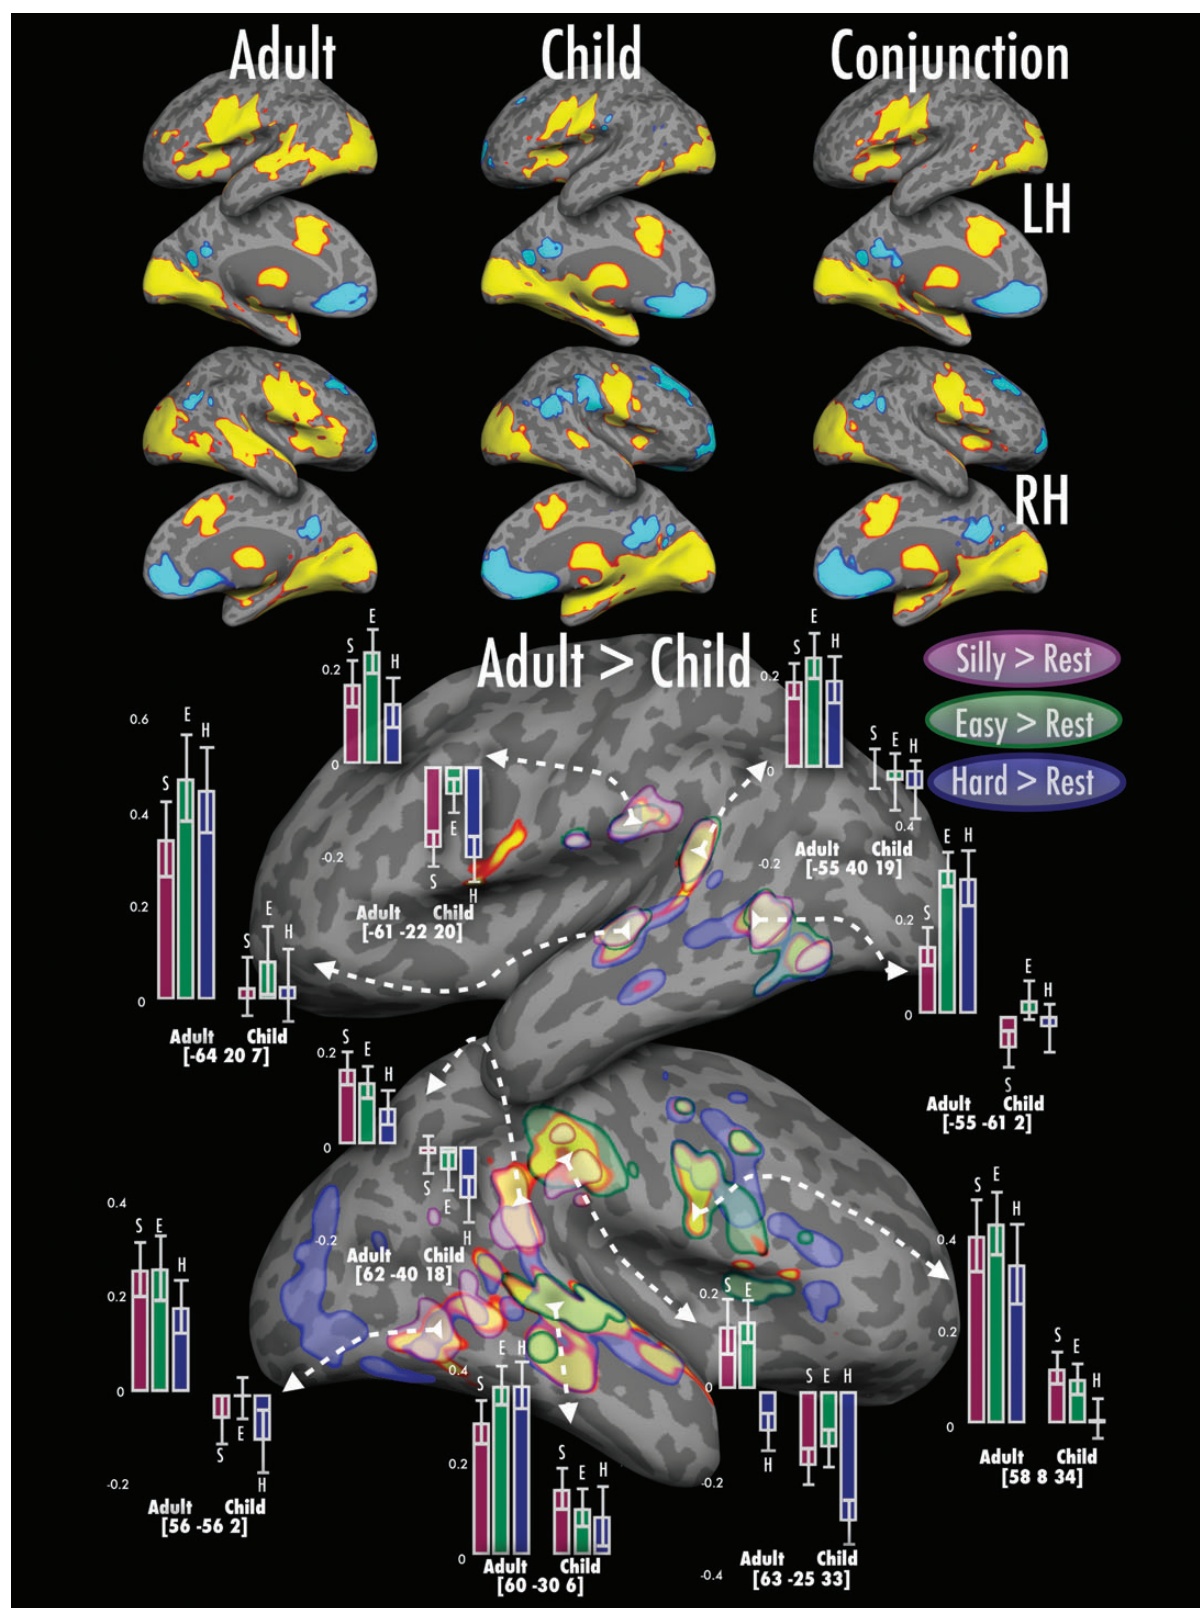 Adult Child Conjunction
LH
RH
Adult > Child
Silly > Rest
Easy > Rest
Hard > Rest
S E H
0.2
0
-0.2
S E H
Adult Child
[-61 -22 20]
S E H
0.2
0
-0.2
S E H
Adult Child
[-55 40 19]
0.6
0.4
0.2
0
S E H
S E H
Adult Child
[-64 20 7]
0.4
0.2
0
S E H
S E H
Adult Child
[-55 -61 2]
0.2
0
-0.2
S E H
S E H
Adult Child
[62 -40 18]
0.4
0.2
0
-0.2
S E H
S E H
Adult Child
[56 -56 2]
0.4
0.2
0
S E H
S E H
Adult Child
[60 -30 6]
0.2
0
-0.2
-0.4
S E H
S E H
Adult Child
[63 -25 33]
0.4
0.2
0
S E H
S E H
Adult Child
[58 8 34]